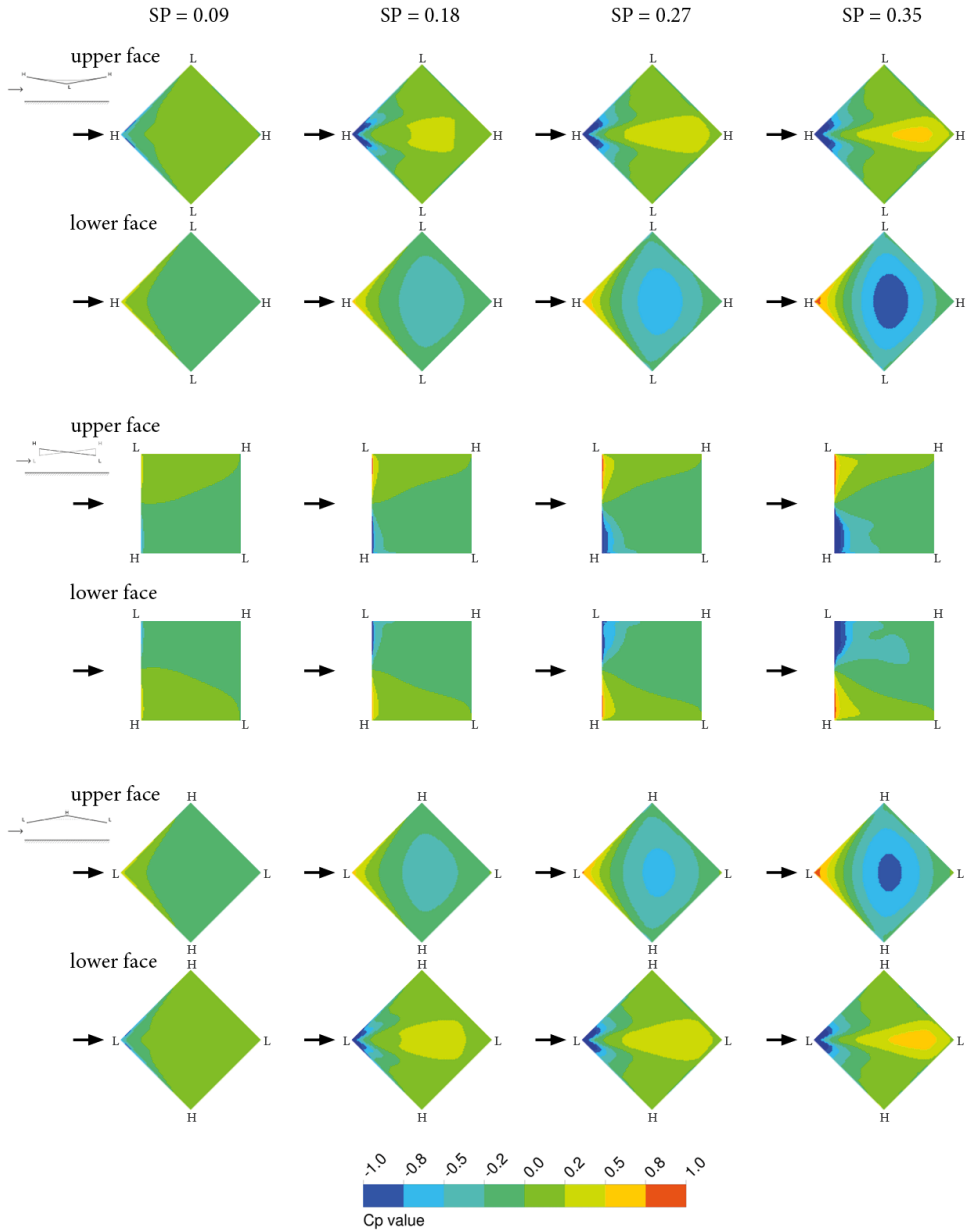 SP = 0.09 SP = 0.18 SP = 0.27 SP = 0.35
upper face
L L L L
H H L
H H H H H H H H
L L L L
lower face
L L L L
H H H H H H H H
L L L L
upper face
L H L H L H L H
H H
L L
H L H L H L H L
lower face
L H L H L H L H
H L H L H L H L
upper face
H H H H
L H L
L L L L L L L L
H H H H
lower face
H H H H
L L L L L L L L
H H H H
-1.0 -0.8 -0.5 -0.2 0.0 0.2 0.5 0.8 1.0
Cp value